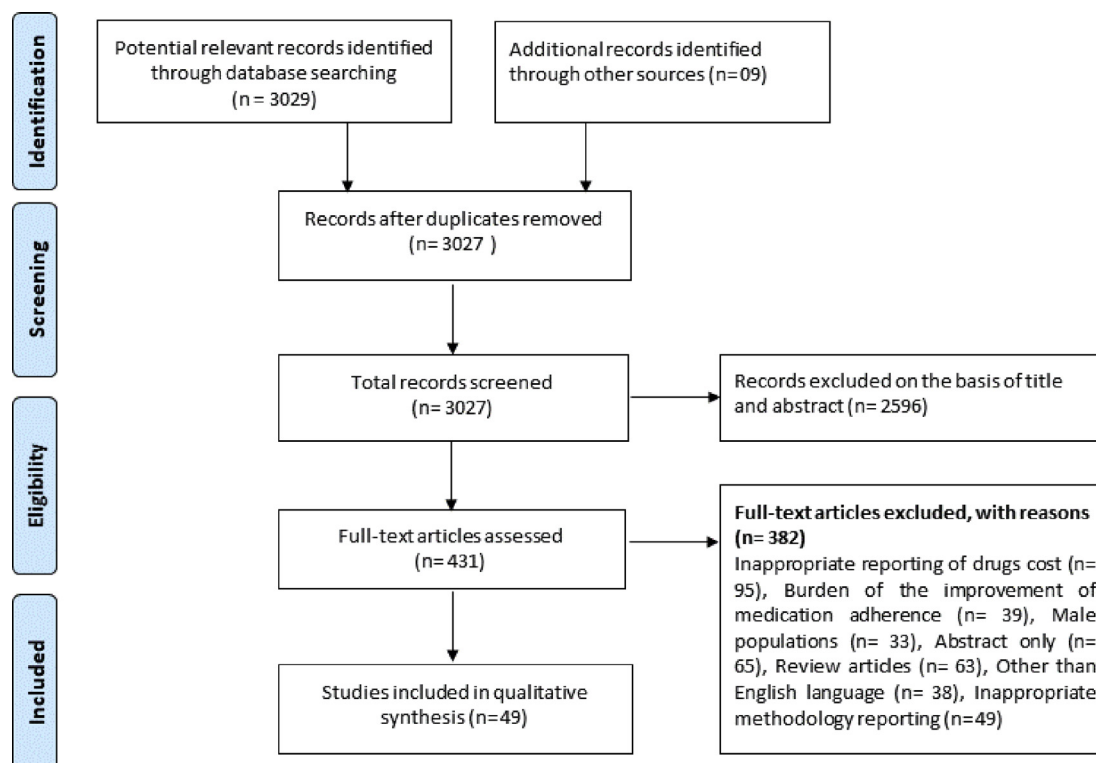 Identification
Potential relevant records identified
through database searching
(n = 3029)
Additional records identified
through other sources (n= 09)
Screening
Records after duplicates removed
(n= 3027 )
Total records screened
(n= 3027)
Records excluded on the basis of title
and abstract (n= 2596)
Eligibility
Full-text articles assessed
(n= 431)
Full-text articles excluded, with reasons
(n= 382)
Inappropriate reporting of drugs cost (n=
95), Burden of the improvement of
medication adherence (n= 39), Male
populations (n= 33), Abstract only (n=
65), Review articles (n= 63), Other than
English language (n= 38), Inappropriate
methodology reporting (n=49)
Included
Studies included in qualitative
synthesis (n=49)